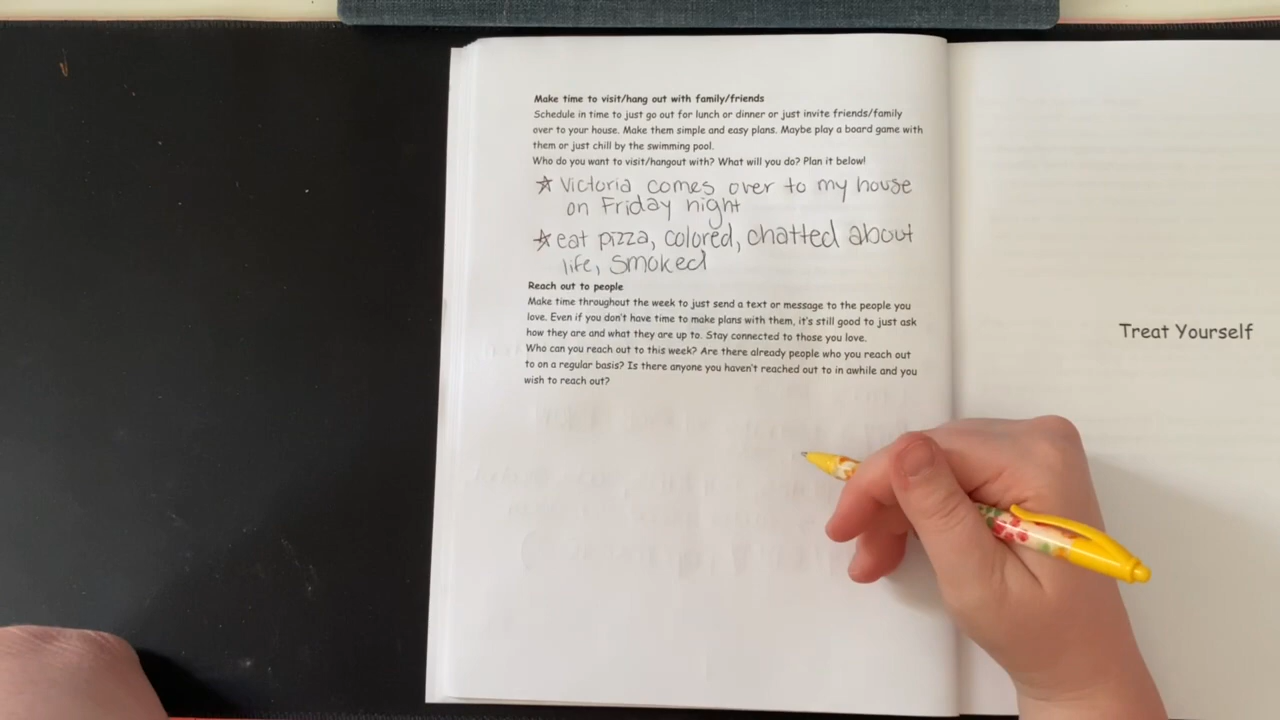 Make time to visit/hang out with family/friends
Schedule in time to just go out for lunch or dinner or just invite friends/family
over to your house. Make them simple and easy plans. Maybe play a board game with
them or just chill by the swimming pool.
Who do you want to visit/hangout with? What will you do? Plan it below!
☆ Victoria comes over to my house
on Friday night
☆ eat pizza, colored, chatted about
life, smoked
Reach out to people
Make time throughout the week to just send a text or message to the people you
love. Even if you don't have time to make plans with them, it's still good to just ask
how they are and what they are up to. Stay connected to those you love.
Who can you reach out to this week? Are there already people who you reach out
to on a regular basis? Is there anyone you haven't reached out to in awhile and you
wish to reach out?
Treat Yourself